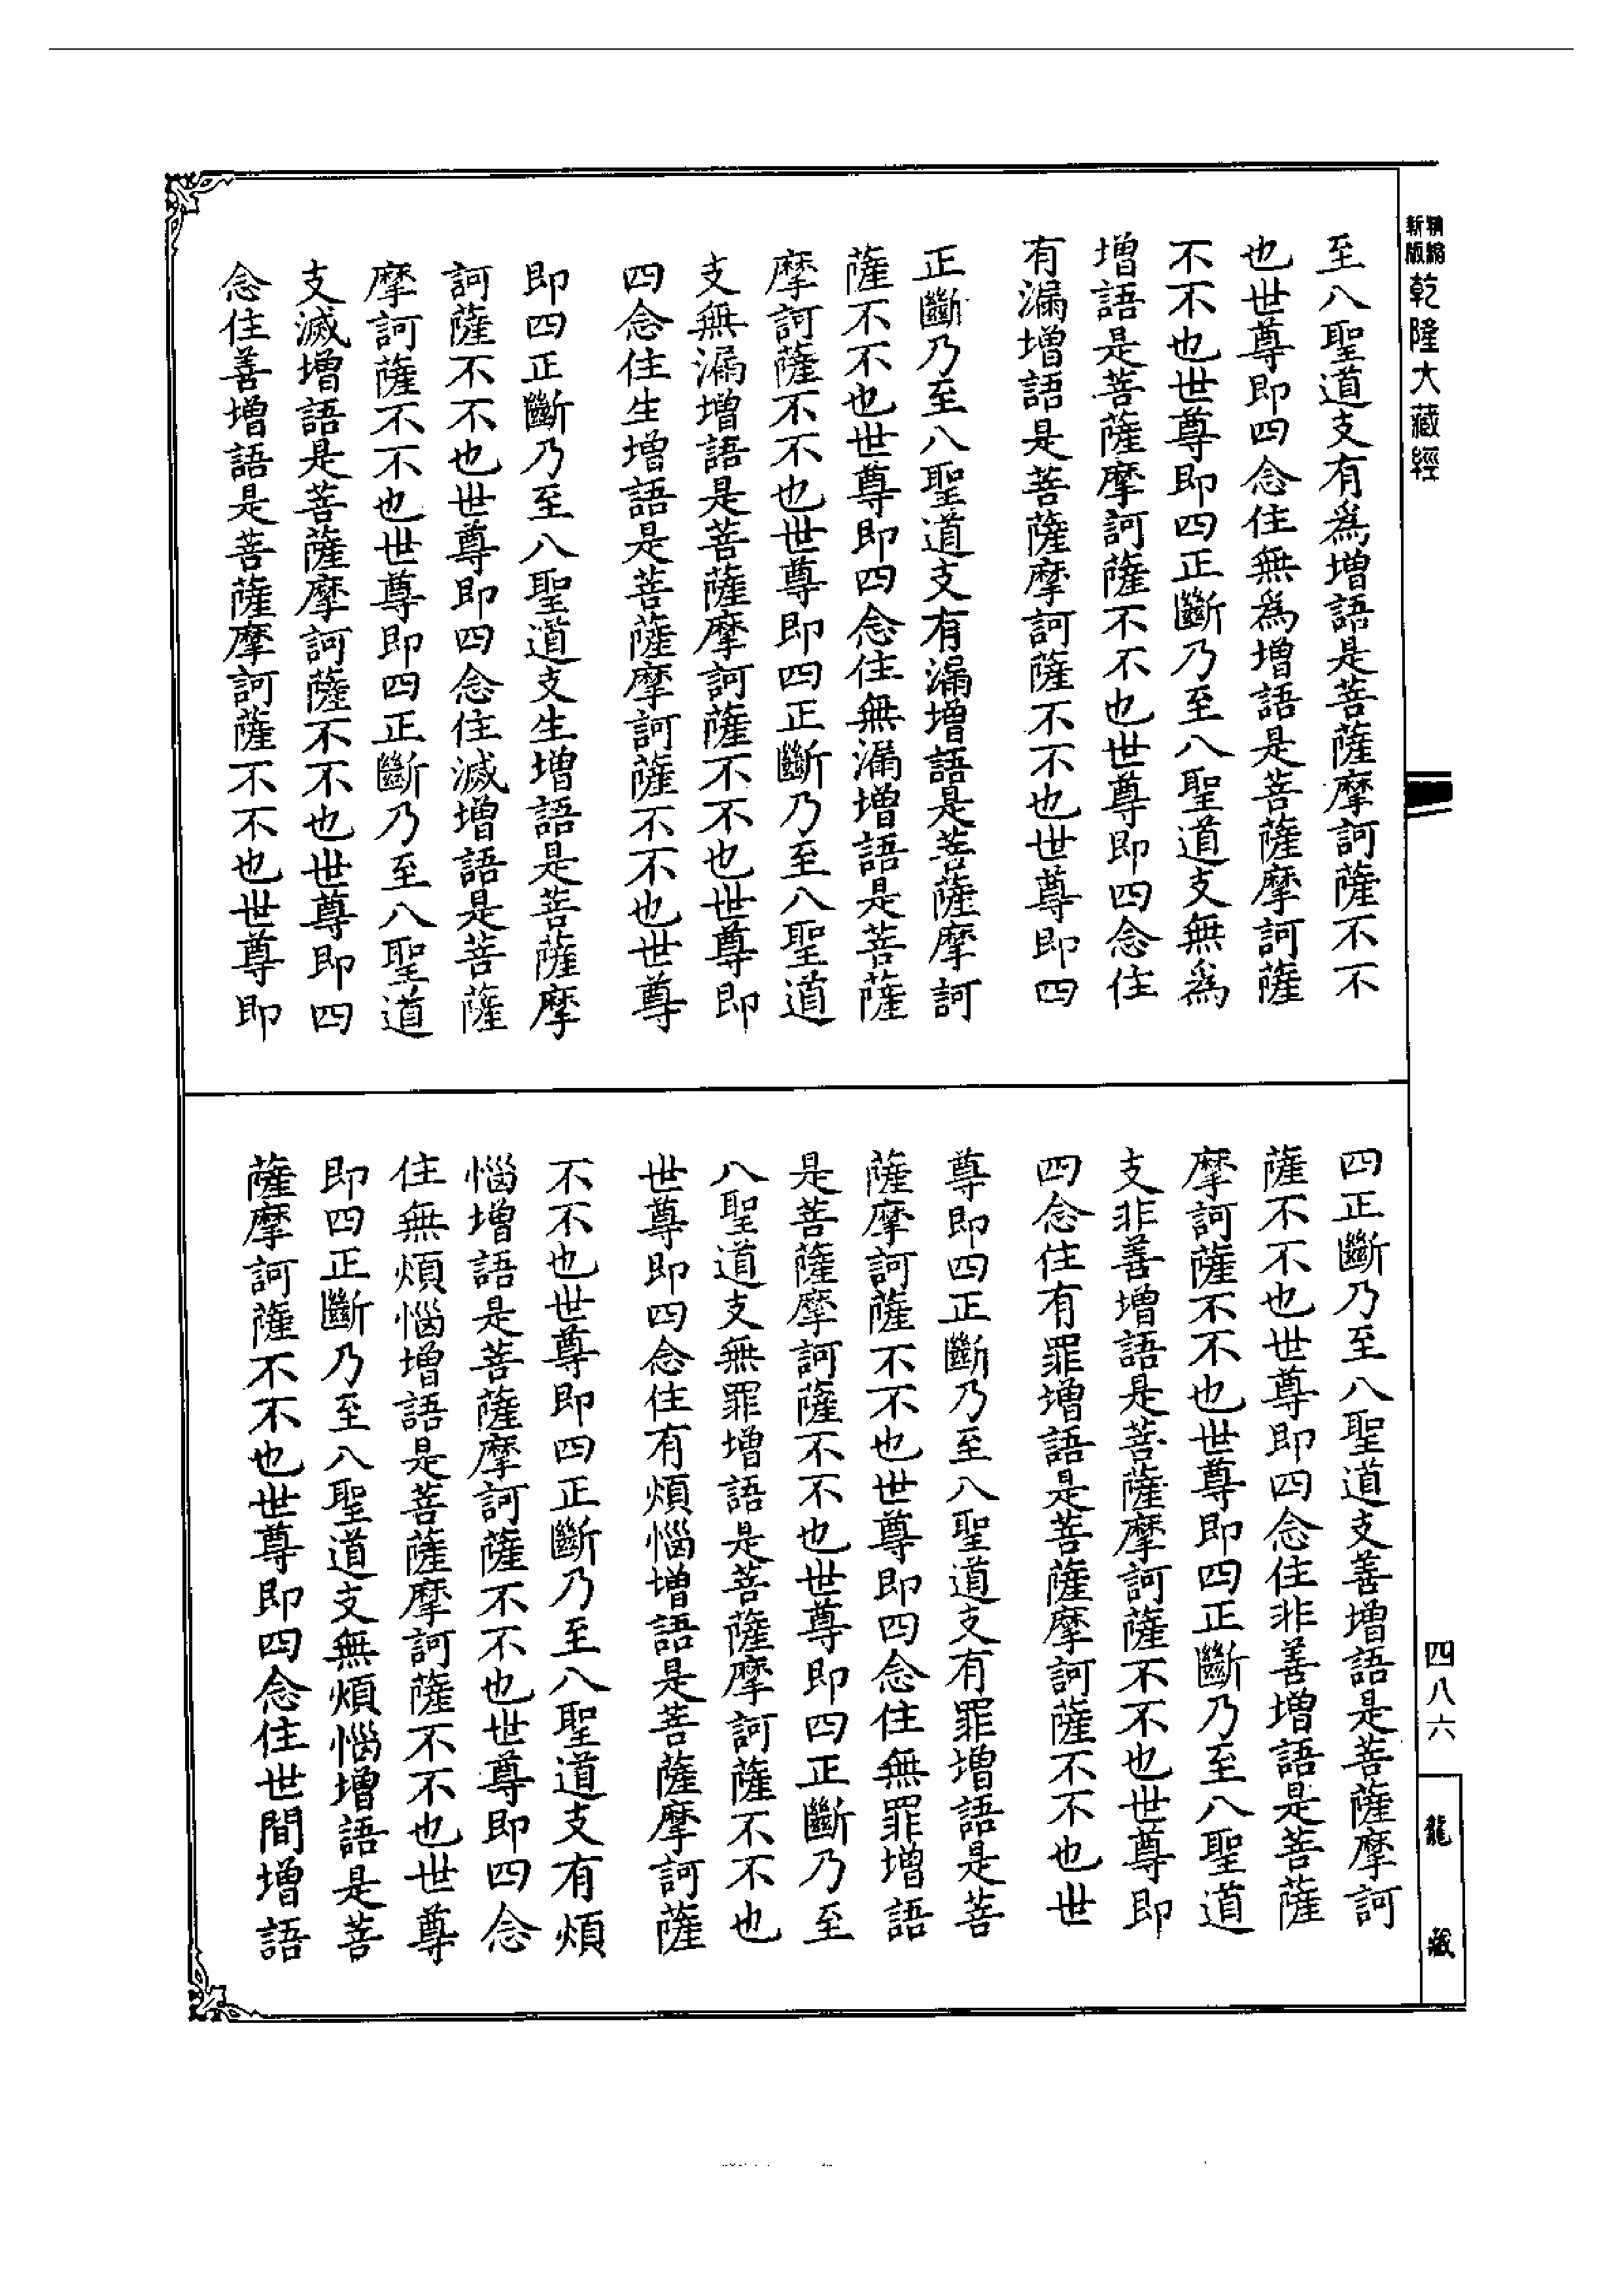 精縮新版乾隆大藏經
至八聖道支有爲增語是菩薩摩訶薩不不
也世尊即四念住無爲增語是菩薩摩訶薩
不不也世尊即四正斷乃至八聖道支無爲
增語是菩薩摩訶薩不不也世尊即四念住
有漏增語是菩薩摩訶薩不不也世尊即四
正斷乃至八聖道支有漏增語是菩薩摩訶
薩不不也世尊即四念住無漏增語是菩薩
摩訶薩不不也世尊即四正斷乃至八聖道
支無漏增語是菩薩摩訶薩不不也世尊即
四念住生增語是菩薩摩訶薩不不也世尊
即四正斷乃至八聖道支生增語是菩薩摩
訶薩不不也世尊即四念住滅增語是菩薩
摩訶薩不不也世尊即四正斷乃至八聖道
支滅增語是菩薩摩訶薩不不也世尊即四
念住善增語是菩薩摩訶薩不不也世尊即
四正斷乃至八聖道支善增語是菩薩摩訶
薩不不也世尊即四念住非善增語是菩薩
摩訶薩不不也世尊即四正斷乃至八聖道
支非善增語是菩薩摩訶薩不不也世尊即
四念住有罪增語是菩薩摩訶薩不不也世
尊即四正斷乃至八聖道支有罪增語是菩
薩摩訶薩不不也世尊即四念住無罪增語
是菩薩摩訶薩不不也世尊即四正斷乃至
八聖道支無罪增語是菩薩摩訶薩不不也
世尊即四念住有煩惱增語是菩薩摩訶薩
不不也世尊即四正斷乃至八聖道支有煩
惱增語是菩薩摩訶薩不不也世尊即四念
住無煩惱增語是菩薩摩訶薩不不也世尊
即四正斷乃至八聖道支無煩惱增語是菩
薩摩訶薩不不也世尊即四念住世間增語
四八六
龍藏